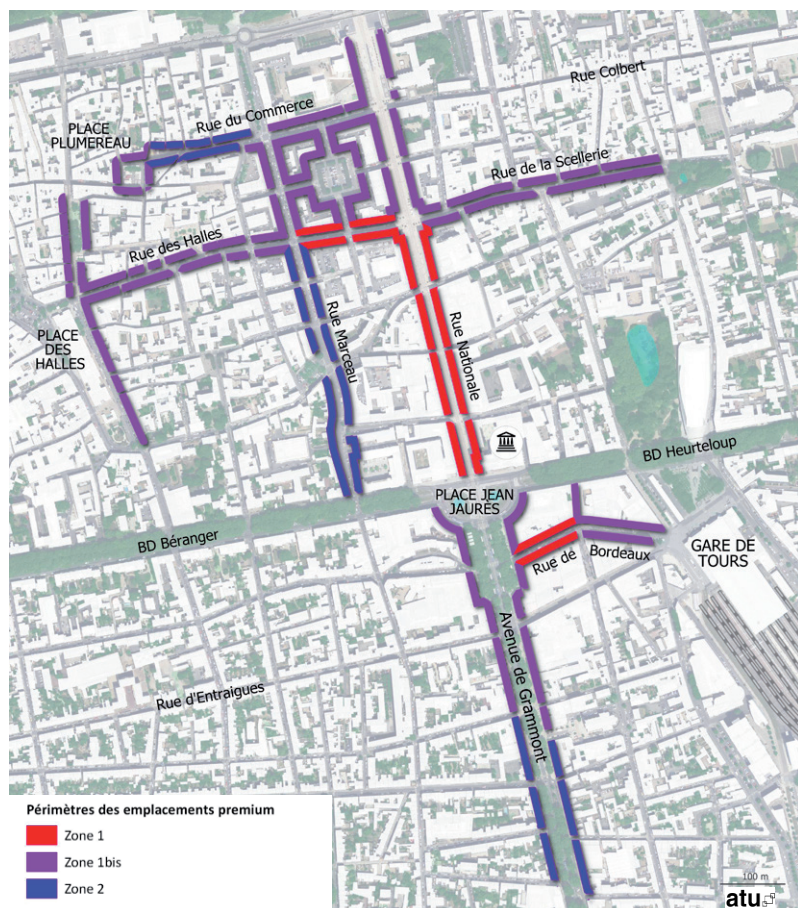 Rue Colbert
Rue du Commerce
PLACE
PLUMEREAU
Rue de la Scellerie
Rue des Halles
PLACE
DES
HALLES
Rue Marceau
Rue Nationale
BD Heurteloup
PLACE JEAN
JAURÈS
BD Béranger
Rue de Bordeaux
GARE DE
TOURS
Avenue de Grammont
Rue d'Entraigues
Périmètres des emplacements premium
Zone 1
Zone 1bis
Zone 2
100 m
atu